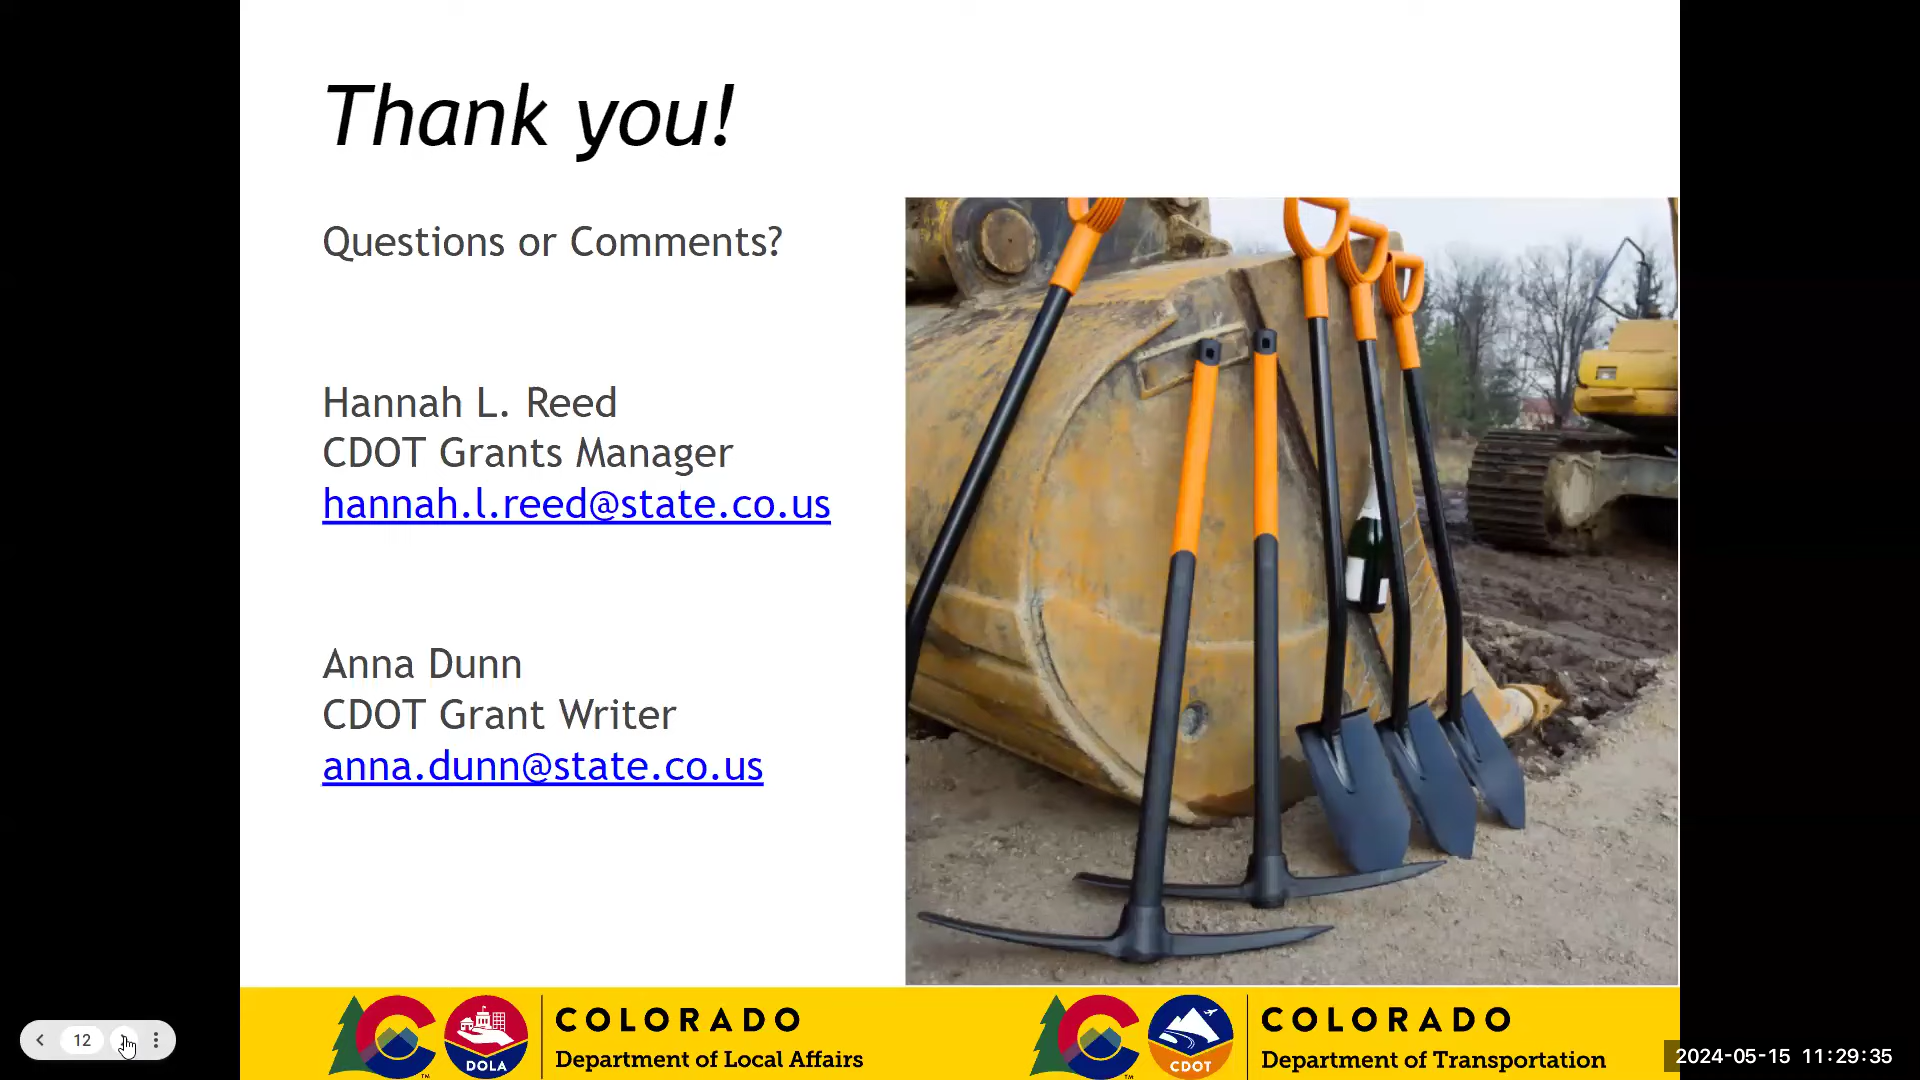 Thank you!
Questions or Comments?
Hannah L. Reed
CDOT Grants Manager
hannah.l.reed@state.co.us
Anna Dunn
CDOT Grant Writer
anna.dunn@state.co.us
DOLA
TM
COLORADO
Department of Local Affairs
CDOT
TM
COLORADO
Department of Transportation
12
2024-05-15 11:29:35